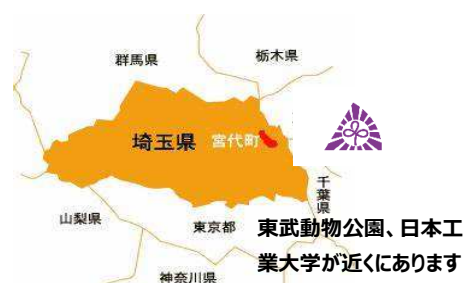 群馬県
栃木県
埼玉県
宮代町
千葉県
山梨県
東京都
東武動物公園、日本工
業大学が近くにあります
神奈川県